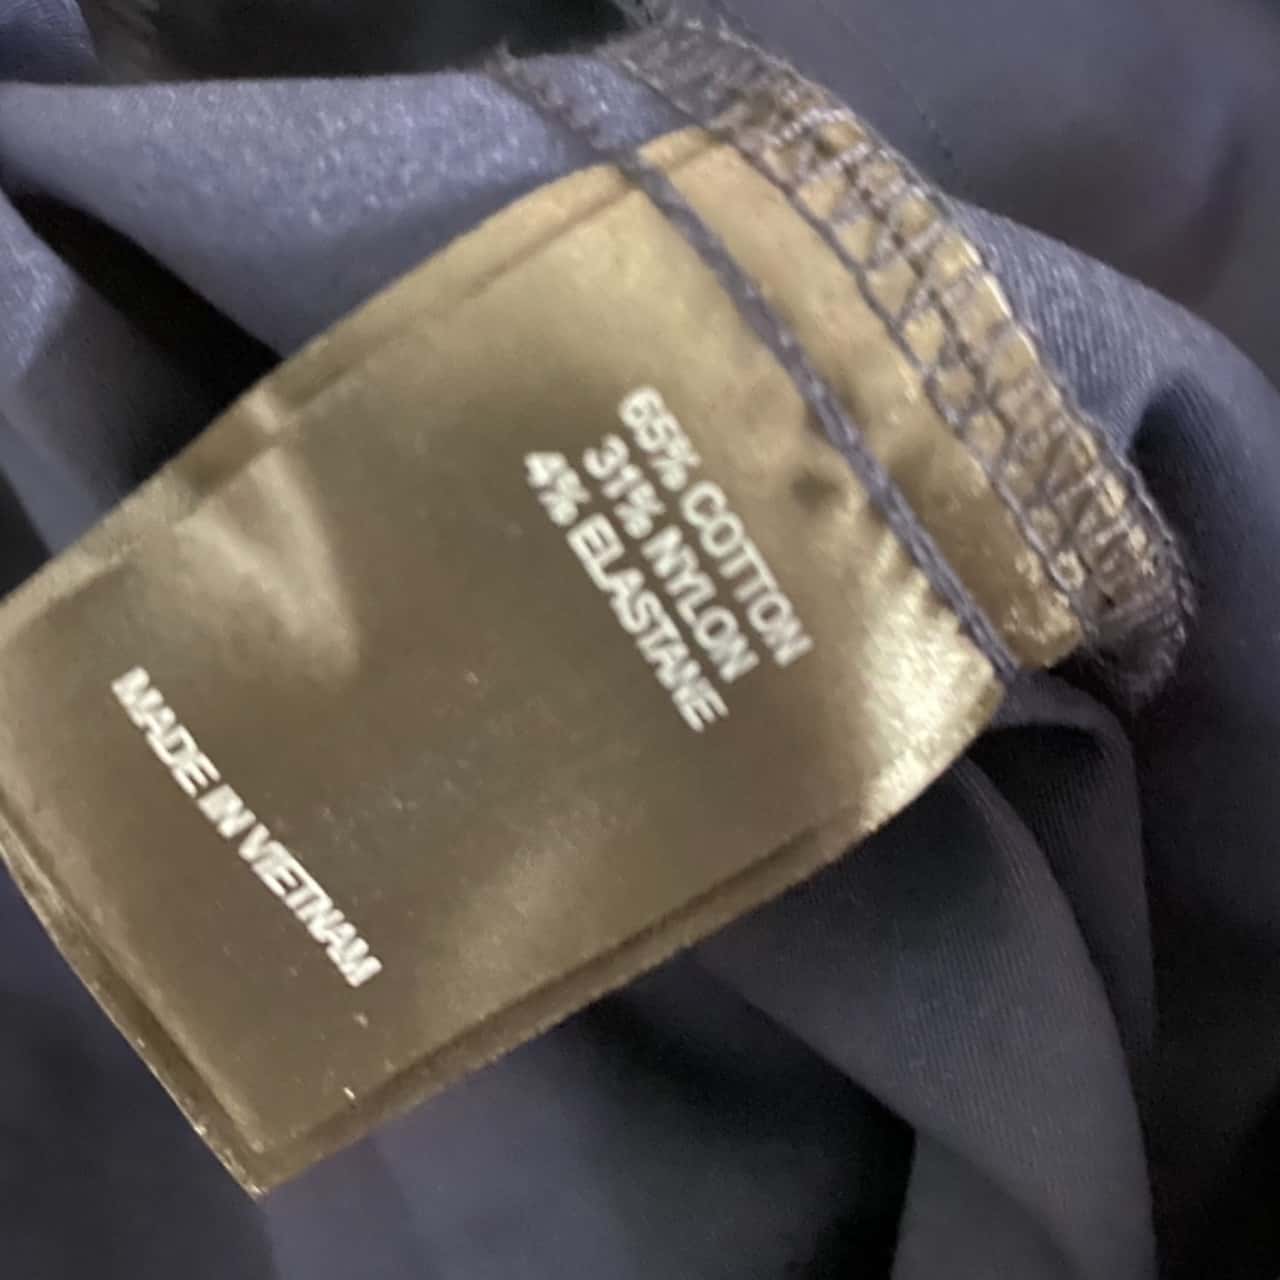 65% COTTON
31% NYLON
4% ELASTANE
MADE IN VIETNAM